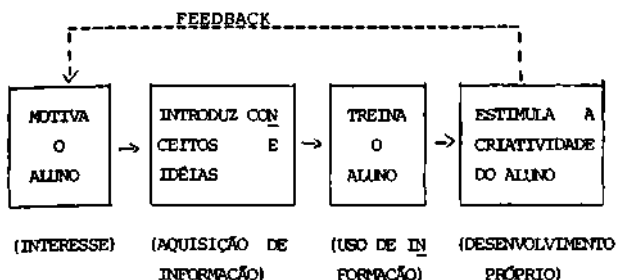 FEEDBACK
MOTIVA
O
ALUNO
INTRODUZ CON
CEITOS E
IDÉIAS
TREINA
O
ALUNO
ESTIMULA A
CRIATIVIDADE
DO ALUNO
(INTERESSE)
(AQUISIÇÃO DE
INFORMAÇÃO)
(USO DE IN
FORMAÇÃO)
(DESENVOLVIMENTO
PRÓPRIO)